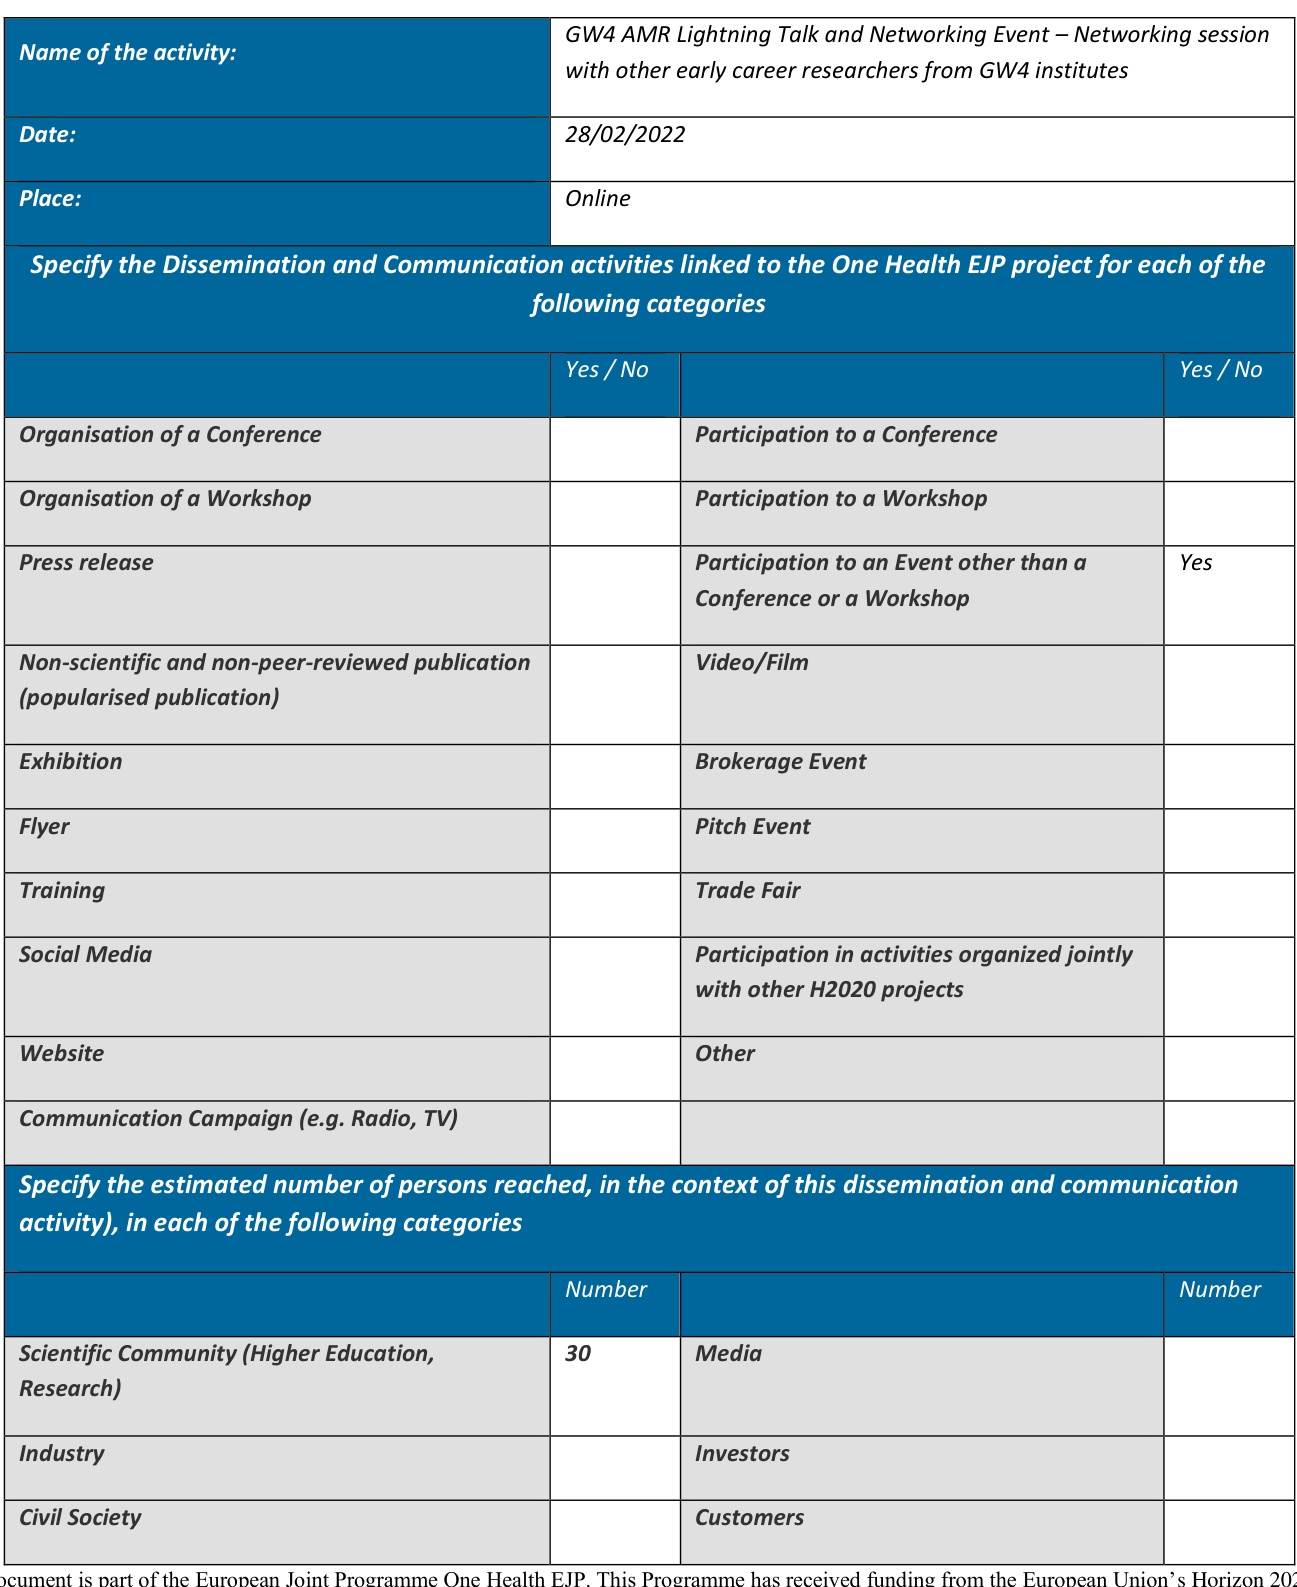 Name of the activity:
GW4 AMR Lightning Talk and Networking Event – Networking session
with other early career researchers from GW4 institutes
Date:
28/02/2022
Place:
Online
Specify the Dissemination and Communication activities linked to the One Health EJP project for each of the
following categories
Yes / No
Yes / No
Organisation of a Conference
Participation to a Conference
Organisation of a Workshop
Participation to a Workshop
Press release
Participation to an Event other than a
Conference or a Workshop
Yes
Non-scientific and non-peer-reviewed publication
(popularised publication)
Video/Film
Exhibition
Brokerage Event
Flyer
Pitch Event
Training
Trade Fair
Social Media
Participation in activities organized jointly
with other H2020 projects
Website
Other
Communication Campaign (e.g. Radio, TV)
Specify the estimated number of persons reached, in the context of this dissemination and communication
activity), in each of the following categories
Number
Number
Scientific Community (Higher Education,
Research)
30
Media
Industry
Investors
Civil Society
Customers
ocument is part of the European Joint Programme One Health EJP. This Programme has received funding from the European Union’s Horizon 202